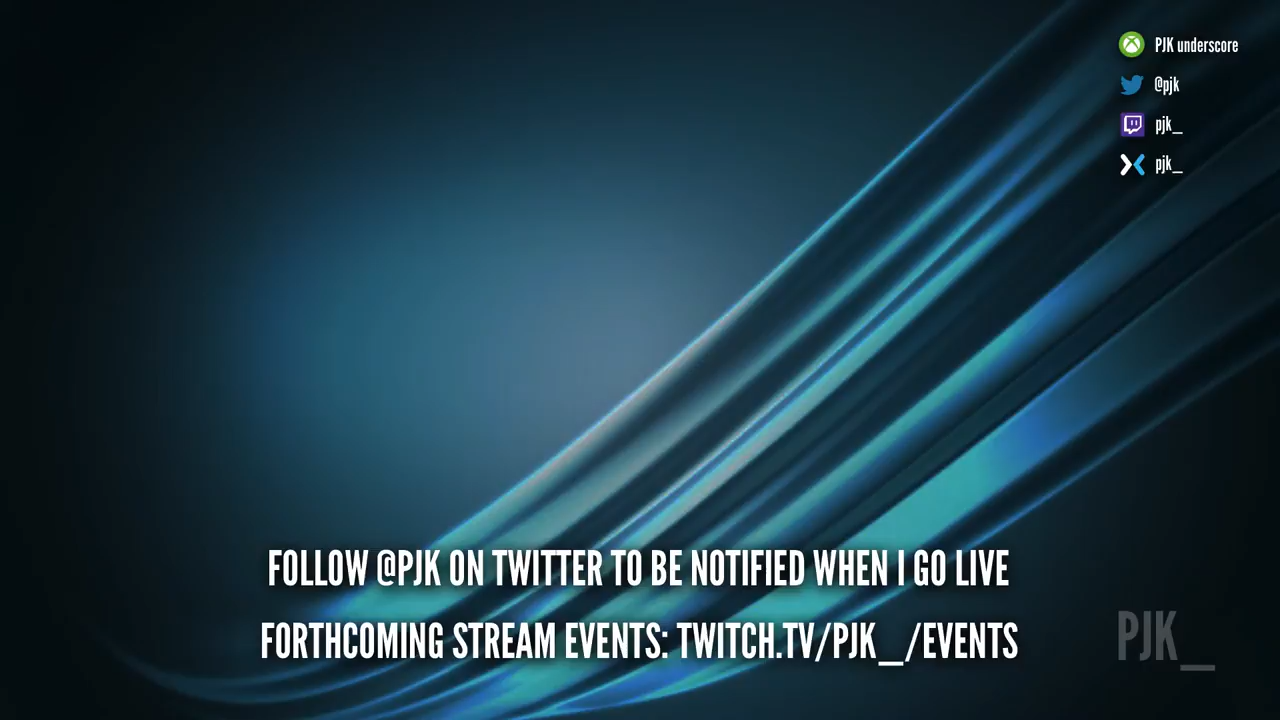 PJK underscore
@pjk
pjk_
pjk_
FOLLOW @PJK ON TWITTER TO BE NOTIFIED WHEN I GO LIVE
FORTHCOMING STREAM EVENTS: TWITCH.TV/PJK_/EVENTS
PJK_